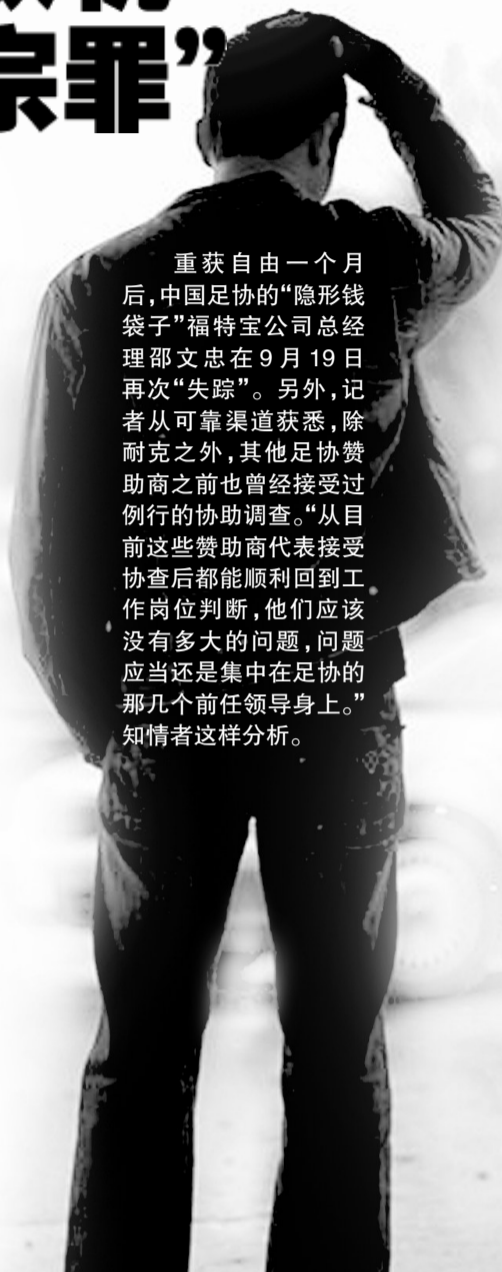 宗罪”
重获自由一个月
后，中国足协的“隐形钱
袋子”福特宝公司总经
理邵文忠在9月19日
再次“失踪”。另外，记
者从可靠渠道获悉，除
耐克之外，其他足协赞
助商之前也曾经接受过
例行的协助调查。“从目
前这些赞助商代表接受
协查后都能顺利回到工
作岗位判断，他们应该
没有多大的问题，问题
应当还是集中在足协的
那几个前任领导身上。”
知情者这样分析。